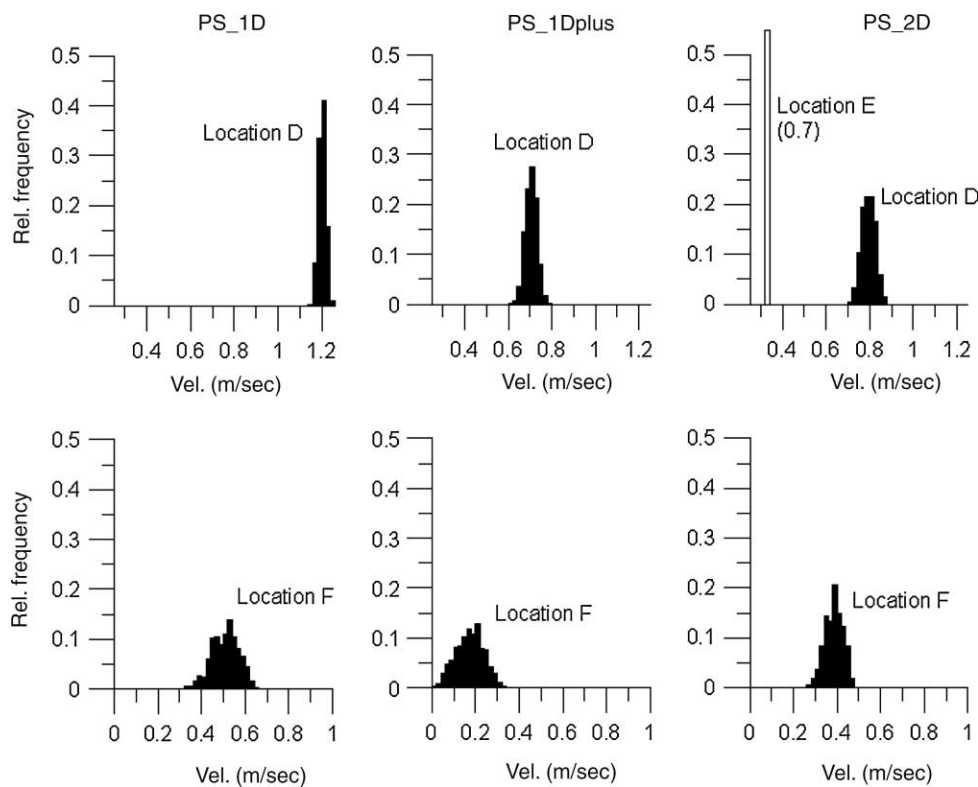 PS_1D
PS_1Dplus
PS_2D
0.5
0.4
0.3
0.2
0.1
0
Rel. frequency
Location D
0.4 0.6 0.8 1 1.2
Vel. (m/sec)
0.5
0.4
0.3
0.2
0.1
0
Location D
0.4 0.6 0.8 1 1.2
Vel. (m/sec)
0.5
0.4
0.3
0.2
0.1
0
Location E
(0.7)
Location D
0.4 0.6 0.8 1 1.2
Vel. (m/sec)
0.5
0.4
0.3
0.2
0.1
0
Rel. frequency
Location F
0 0.2 0.4 0.6 0.8 1
Vel. (m/sec)
0.5
0.4
0.3
0.2
0.1
0
Location F
0 0.2 0.4 0.6 0.8 1
Vel. (m/sec)
0.5
0.4
0.3
0.2
0.1
0
Location F
0 0.2 0.4 0.6 0.8 1
Vel. (m/sec)